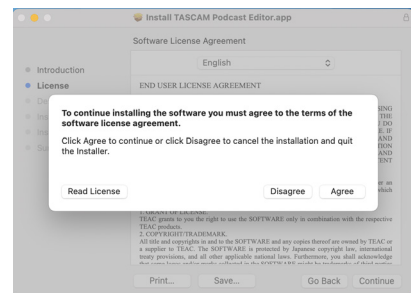 Install TASCAM Podcast Editor.app
Software License Agreement
English
Introduction
License
END USER LICENSE AGREEMENT
To continue installing the software you must agree to the terms of the
software license agreement.
Click Agree to continue or click Disagree to cancel the installation and quit
the Installer.
Read License
Disagree
Agree
1. GRANT OF LICENSE.
TEAC grants to you the right to use the SOFTWARE only in combination with the respective
TEAC products.
2. COPYRIGHT/TRADEMARK.
All title and copyrights in and to the SOFTWARE and any copies thereof are owned by TEAC or
a supplier to TEAC. The SOFTWARE is protected by Japanese copyright law, international
treaty provisions, and all other applicable national laws. Furthermore, you shall acknowledge
Print...
Save...
Go Back
Continue